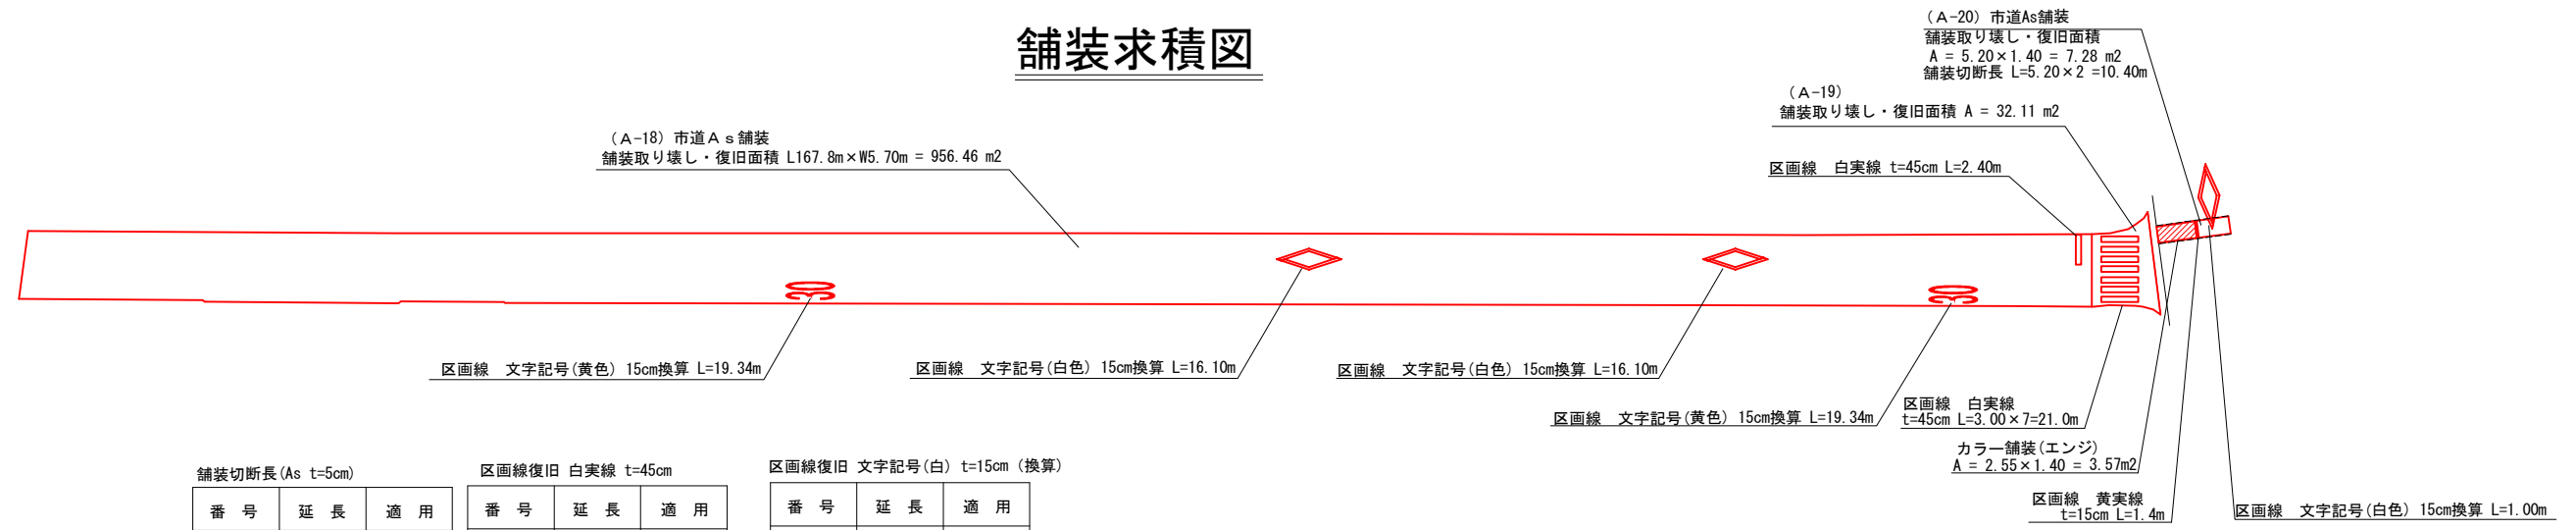 舗装求積図
(A-20) 市道As舗装
舗装取り壊し・復旧面積
A = 5.20×1.40 = 7.28 m2
舗装切断長 L=5.20×2 =10.40m
(A-19)
舗装取り壊し・復旧面積 A = 32.11 m2
(A-18) 市道As舗装
舗装取り壊し・復旧面積 L167.8m×W5.70m = 956.46 m2
区画線 白実線 t=45cm L=2.40m
30
30
区画線 文字記号(黄色) 15cm換算 L=19.34m
区画線 文字記号(白色) 15cm換算 L=16.10m
区画線 文字記号(白色) 15cm換算 L=16.10m
区画線 文字記号(黄色) 15cm換算 L=19.34m
区画線 白実線
t=45cm L=3.00×7=21.0m
カラー舗装(エンジ)
A = 2.55×1.40 = 3.57m2
区画線 黄実線
t=15cm L=1.4m
区画線 文字記号(白色) 15cm換算 L=1.00m
舗装切断長(As t=5cm)
番 号 延 長 適 用
区画線復旧 白実線 t=45cm
番 号 延 長 適 用
区画線復旧 文字記号(白) t=15cm (換算)
番 号 延 長 適 用